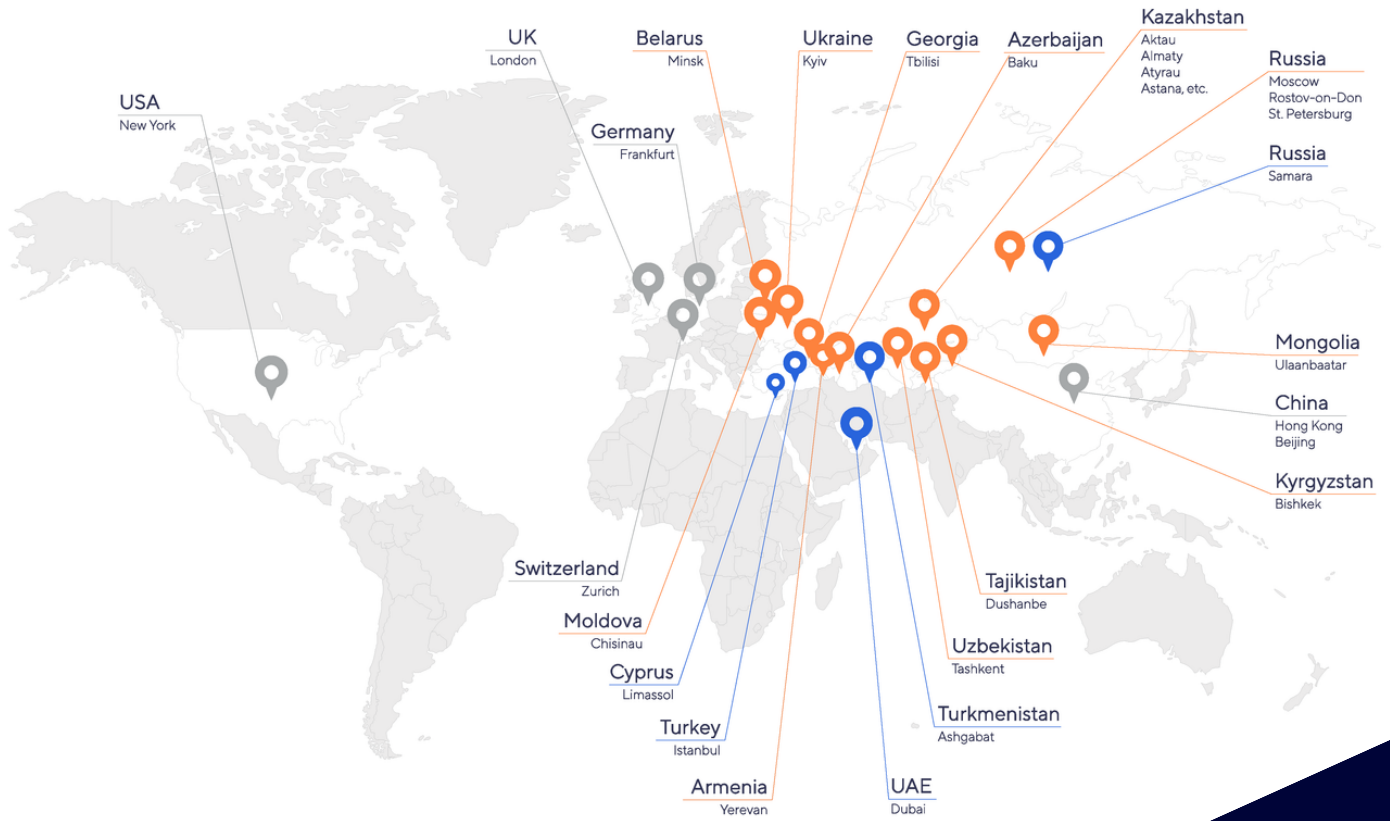 Kazakhstan
Aktau
Almaty
Atyrau
Astana, etc.
UK
London
Belarus
Minsk
Ukraine
Kyiv
Georgia
Tbilisi
Azerbaijan
Baku
Russia
Moscow
Rostov-on-Don
St. Petersburg
USA
New York
Germany
Frankfurt
Russia
Samara
Mongolia
Ulaanbaatar
China
Hong Kong
Beijing
Kyrgyzstan
Bishkek
Switzerland
Zurich
Tajikistan
Dushanbe
Moldova
Chisinau
Uzbekistan
Tashkent
Cyprus
Limassol
Turkmenistan
Ashgabat
Turkey
Istanbul
Armenia
Yerevan
UAE
Dubai